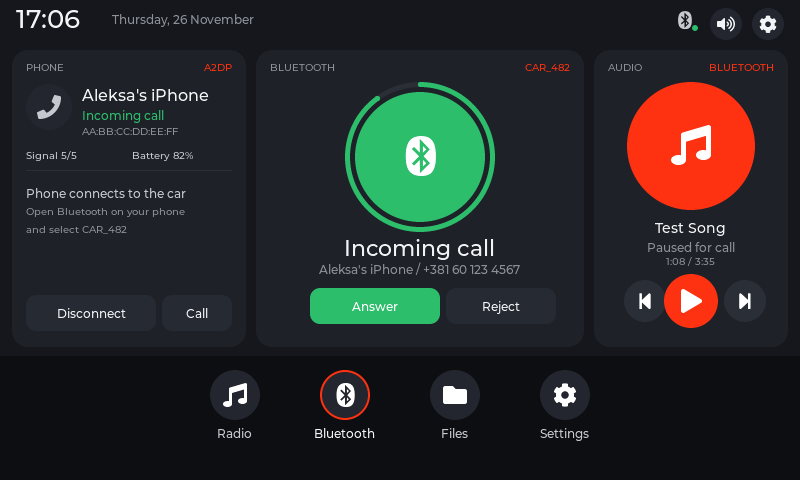 17:06
Thursday, 26 November
PHONE
A2DP
Aleksa's iPhone
Incoming call
AA:BB:CC:DD:EE:FF
Signal 5/5
Battery 82%
Phone connects to the car
Open Bluetooth on your phone
and select CAR_482
Disconnect
Call
BLUETOOTH
CAR_482
Incoming call
Aleksa's iPhone / +381 60 123 4567
Answer
Reject
AUDIO
BLUETOOTH
Test Song
Paused for call
1:08 / 3:35
Radio
Bluetooth
Files
Settings